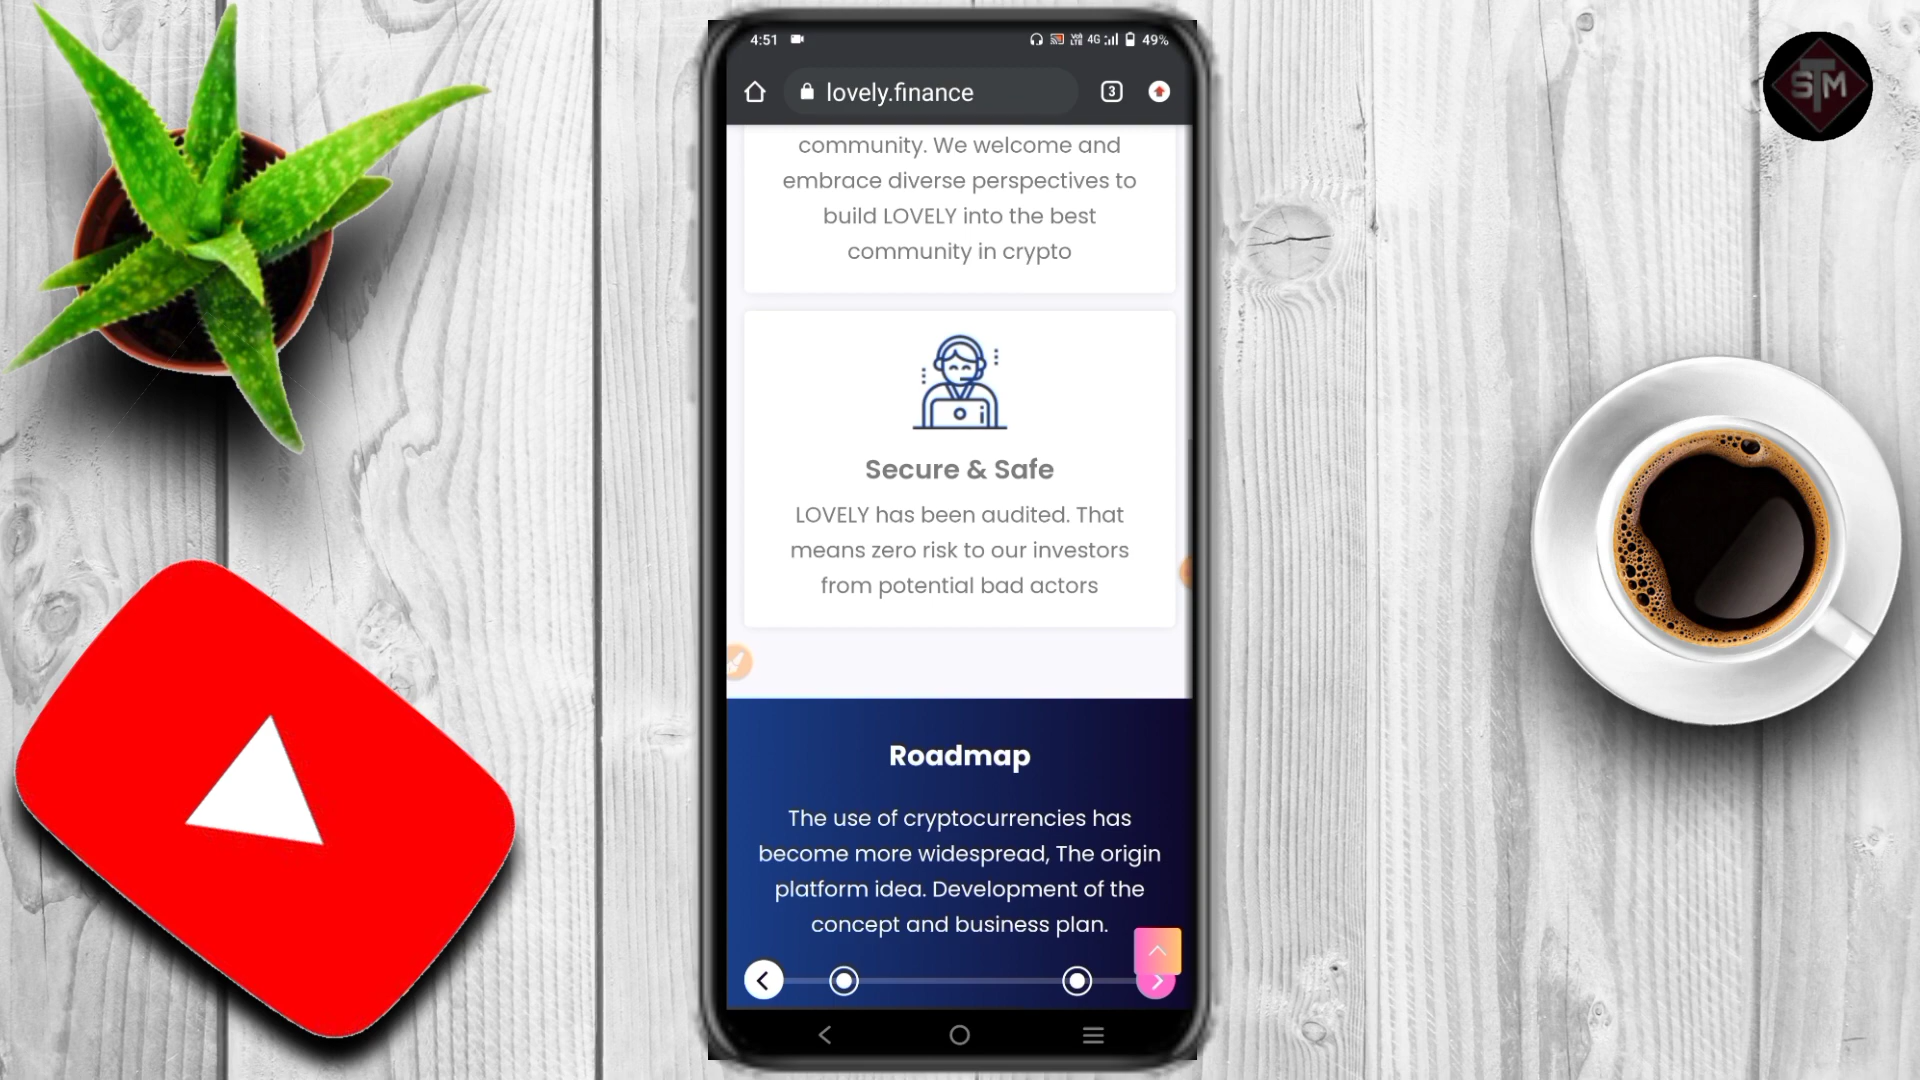 4:51
4G
49%
lovely.finance
3
STM
community. We welcome and
embrace diverse perspectives to
build LOVELY into the best
community in crypto
Secure & Safe
LOVELY has been audited. That
means zero risk to our investors
from potential bad actors
Roadmap
The use of cryptocurrencies has
become more widespread, The origin
platform idea. Development of the
concept and business plan.